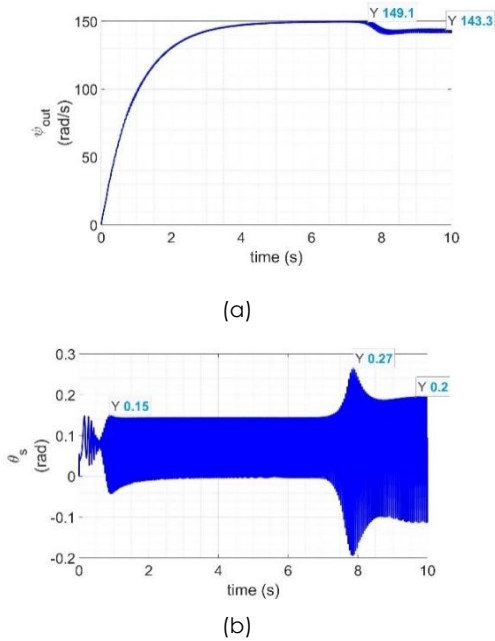 150
100
50
0
ψ̇out
(rad/s)
Y 149.1
Y 143.3
0 2 4 6 8 10
time (s)
(a)
0.3
0.2
0.1
0
-0.1
-0.2
θs
(rad)
Y 0.15
Y 0.27
Y 0.2
0 2 4 6 8 10
time (s)
(b)